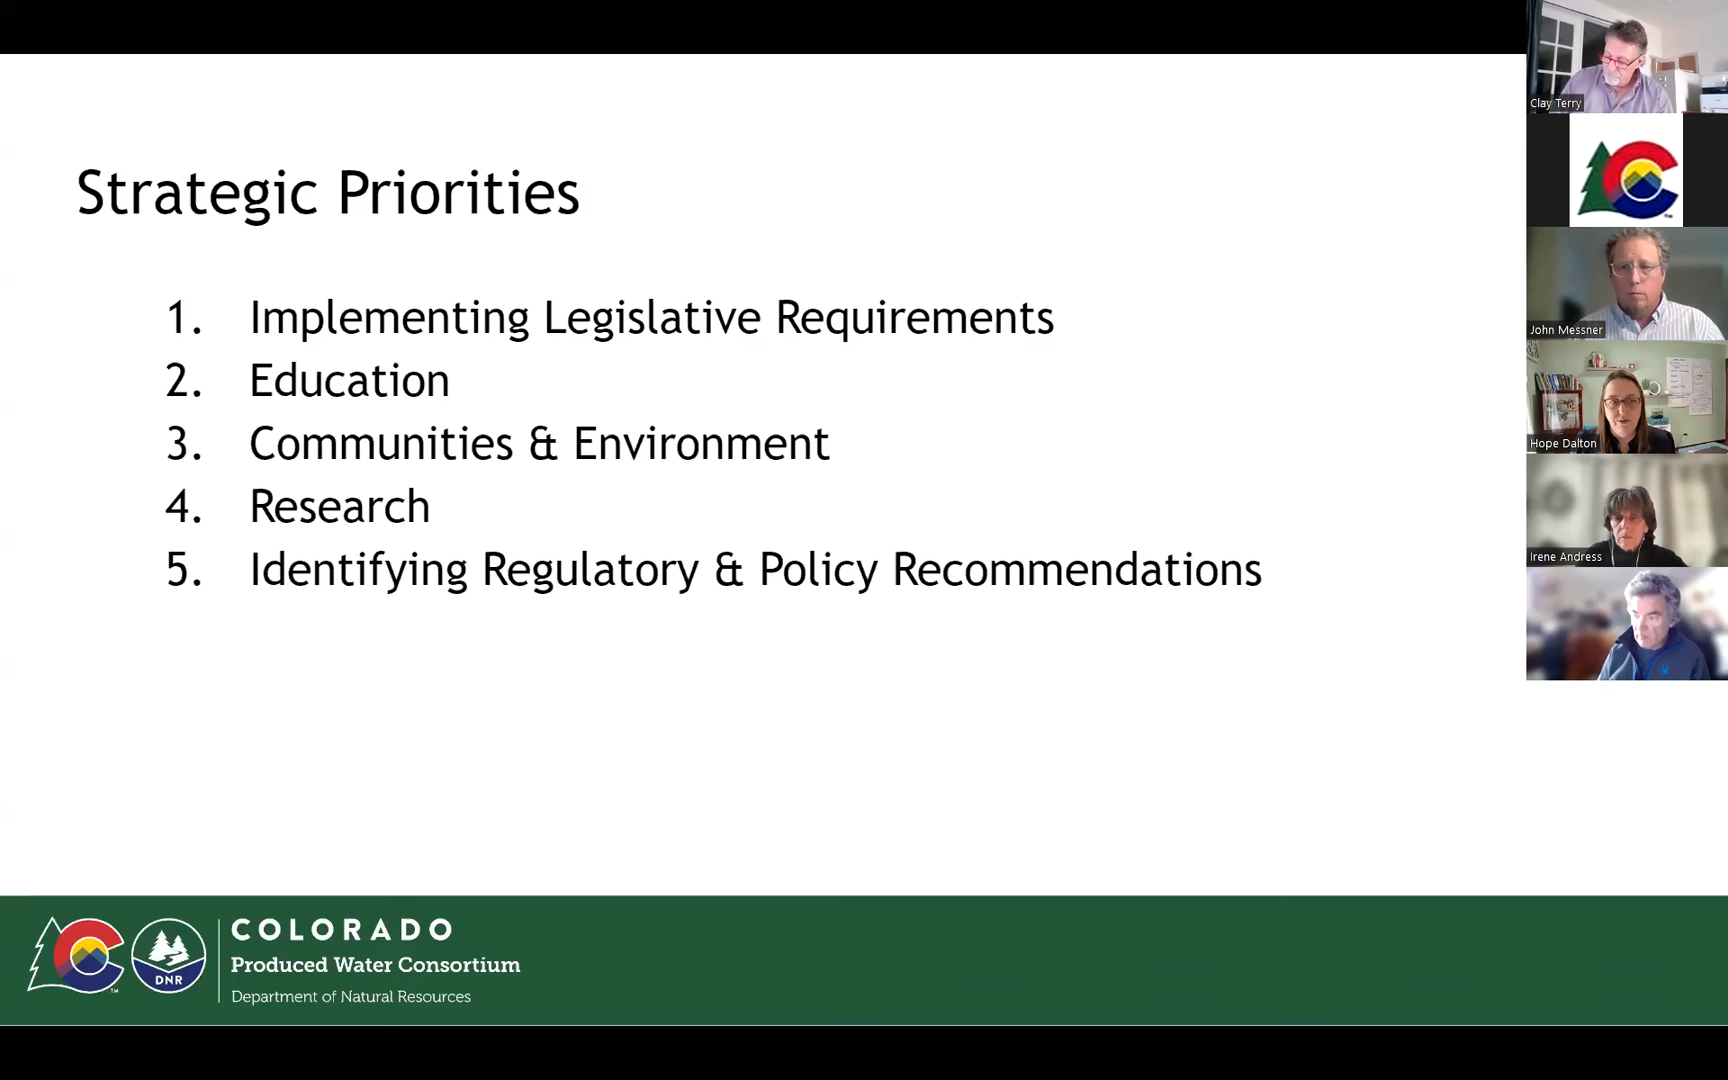 Strategic Priorities
1. Implementing Legislative Requirements
2. Education
3. Communities & Environment
4. Research
5. Identifying Regulatory & Policy Recommendations
Clay Terry
John Messner
Hope Dalton
Irene Andress
DNR
COLORADO
Produced Water Consortium
Department of Natural Resources